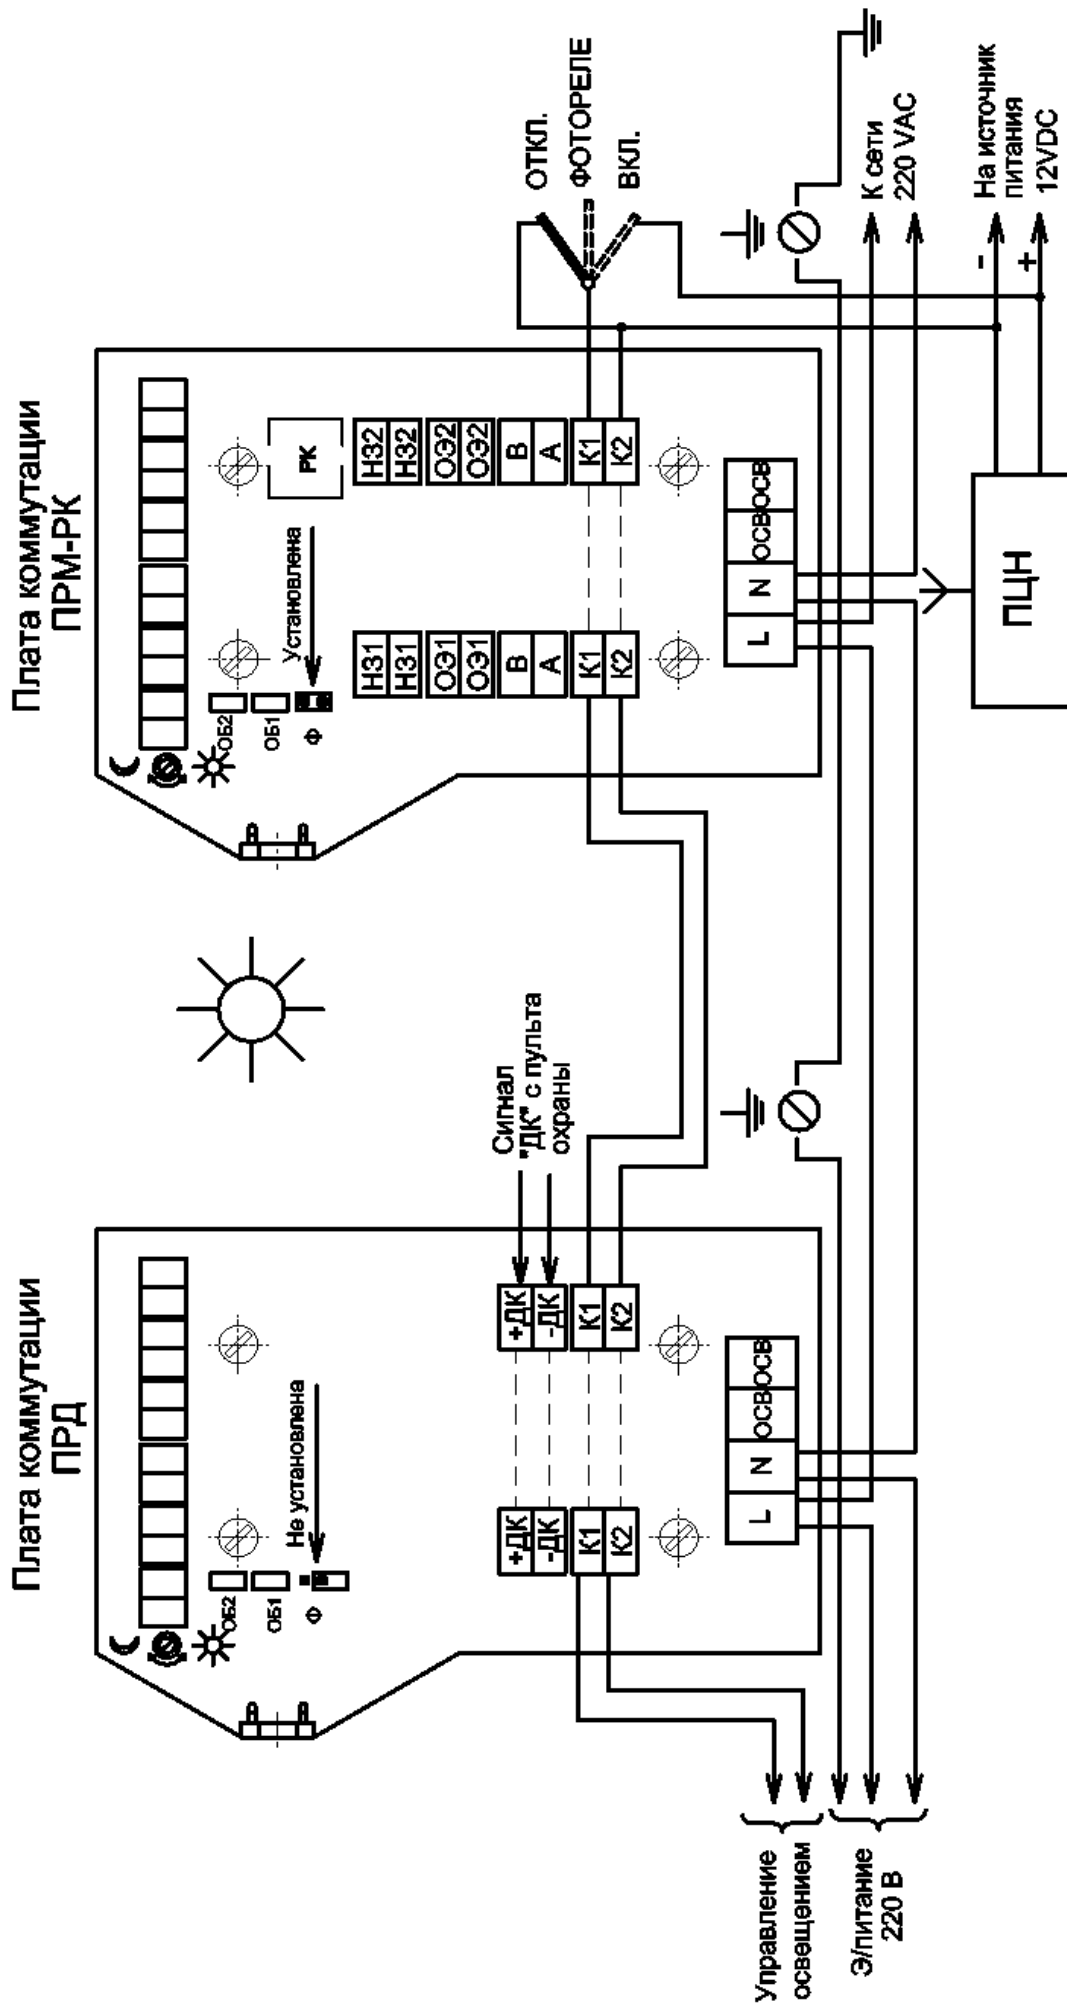 Плата коммутации
ПРД
ОБ2
ОБ1
Ф
Не установлена
+ДК
-ДК
К1
К2
+ДК
-ДК
К1
К2
L
N
ОСВ
ОСВ
Сигнал
"ДК" с пульта
охраны
Управление
освещением
Э/питание
220 В
Плата коммутации
ПРМ-РК
ОБ2
ОБ1
Ф
Установлена
РК
НЗ1
НЗ1
ОЭ1
ОЭ1
В
А
К1
К2
НЗ2
НЗ2
ОЭ2
ОЭ2
В
А
К1
К2
L
N
ОСВ
ОСВ
ОТКЛ.
ФОТОРЕЛЕ
ВКЛ.
К сети
220 VAC
-
+
На источник
питания
12VDC
ПЦН